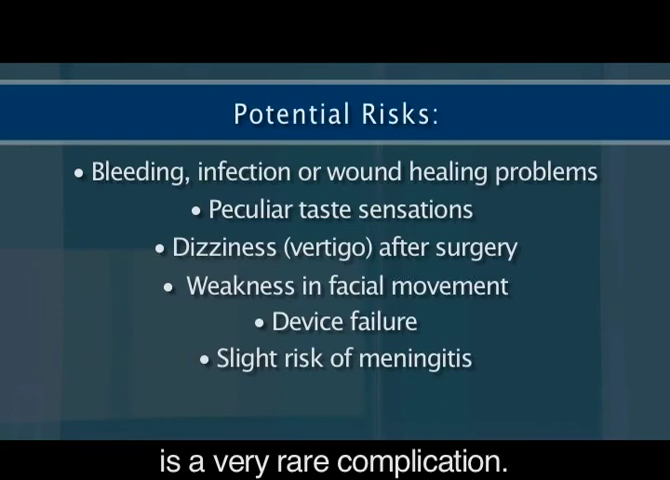 Potential Risks:
• Bleeding, infection or wound healing problems
• Peculiar taste sensations
• Dizziness (vertigo) after surgery
• Weakness in facial movement
• Device failure
• Slight risk of meningitis
is a very rare complication.